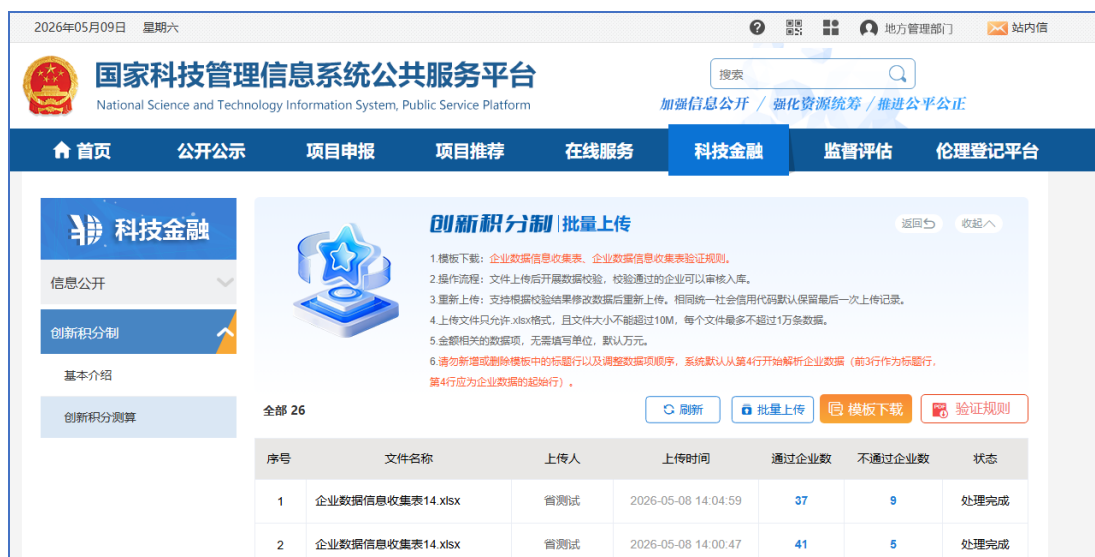 2026年05月09日 星期六
地方管理部门
站内信
国家科技管理信息系统公共服务平台
National Science and Technology Information System, Public Service Platform
搜索
加强信息公开 / 强化资源统筹 / 推进公平公正
首页 公开公示 项目申报 项目推荐 在线服务 科技金融 监督评估 伦理登记平台
科技金融
信息公开
创新积分制
基本介绍
创新积分测算
创新积分制 | 批量上传
返回 收起
1.模板下载：企业数据信息收集表、企业数据信息收集表验证规则。
2.操作流程：文件上传后开展数据校验，校验通过的企业可以审核入库。
3.重新上传：支持根据校验结果修改数据后重新上传。相同统一社会信用代码默认保留最后一次上传记录。
4.上传文件只允许.xlsx格式，且文件大小不能超过10M，每个文件最多不超过1万条数据。
5.金额相关的数据项，无需填写单位，默认万元。
6.请勿新增或删除模板中的标题行以及调整数据项顺序，系统默认从第4行开始解析企业数据（前3行作为标题行，
第4行应为企业数据的起始行）。
全部 26
刷新 批量上传 模板下载 验证规则
序号 文件名称 上传人 上传时间 通过企业数 不通过企业数 状态
1 企业数据信息收集表14.xlsx 省测试 2026-05-08 14:04:59 37 9 处理完成
2 企业数据信息收集表14.xlsx 省测试 2026-05-08 14:00:47 41 5 处理完成